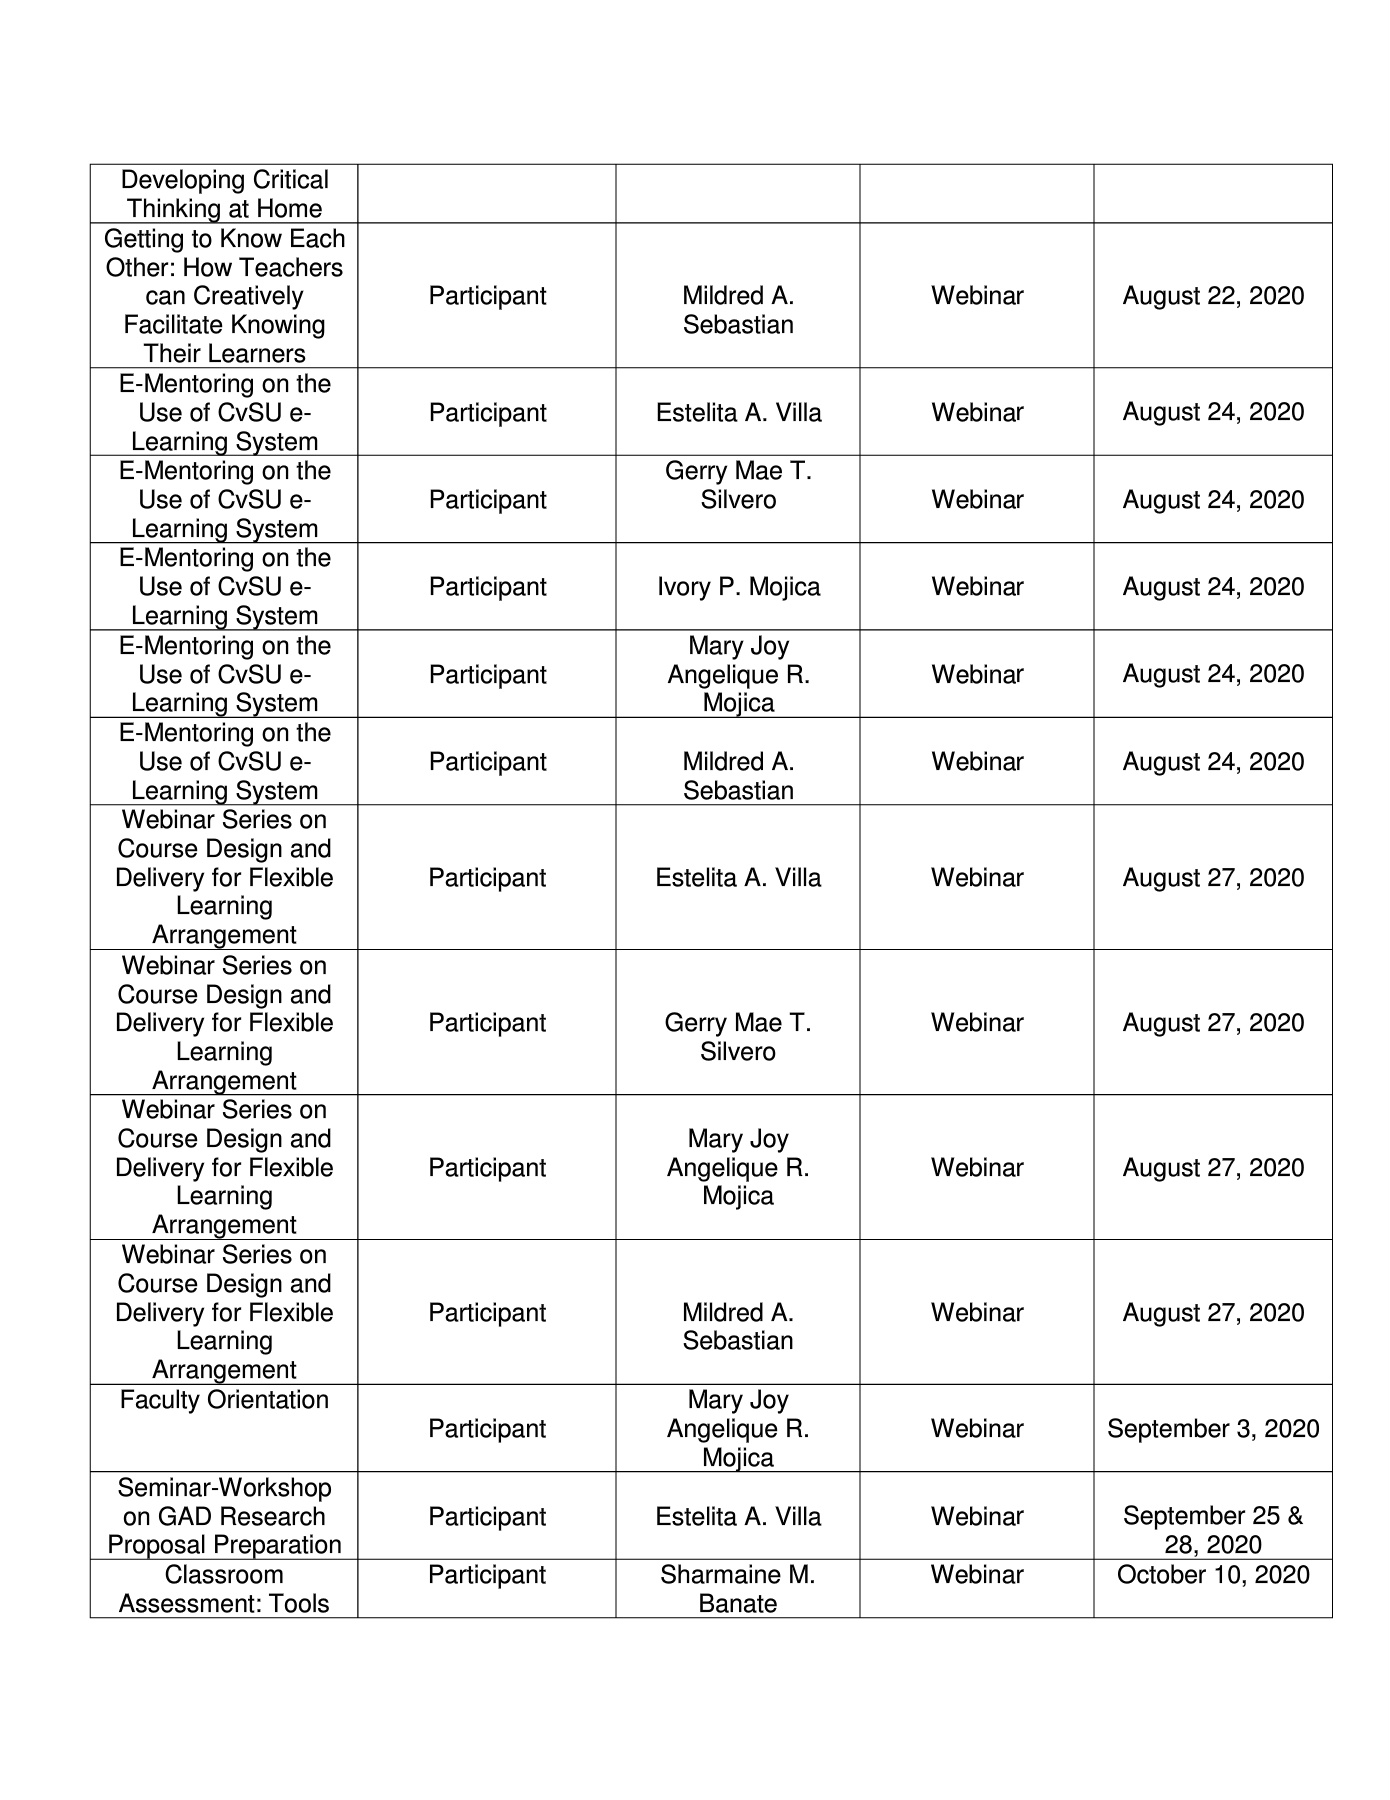 Developing Critical
Thinking at Home
Getting to Know Each
Other: How Teachers
can Creatively
Facilitate Knowing
Their Learners
Participant
Mildred A.
Sebastian
Webinar
August 22, 2020
E-Mentoring on the
Use of CvSU e-
Learning System
Participant
Estelita A. Villa
Webinar
August 24, 2020
E-Mentoring on the
Use of CvSU e-
Learning System
Participant
Gerry Mae T.
Silvero
Webinar
August 24, 2020
E-Mentoring on the
Use of CvSU e-
Learning System
Participant
Ivory P. Mojica
Webinar
August 24, 2020
E-Mentoring on the
Use of CvSU e-
Learning System
Participant
Mary Joy
Angelique R.
Mojica
Webinar
August 24, 2020
E-Mentoring on the
Use of CvSU e-
Learning System
Participant
Mildred A.
Sebastian
Webinar
August 24, 2020
Webinar Series on
Course Design and
Delivery for Flexible
Learning
Arrangement
Participant
Estelita A. Villa
Webinar
August 27, 2020
Webinar Series on
Course Design and
Delivery for Flexible
Learning
Arrangement
Participant
Gerry Mae T.
Silvero
Webinar
August 27, 2020
Webinar Series on
Course Design and
Delivery for Flexible
Learning
Arrangement
Participant
Mary Joy
Angelique R.
Mojica
Webinar
August 27, 2020
Webinar Series on
Course Design and
Delivery for Flexible
Learning
Arrangement
Participant
Mildred A.
Sebastian
Webinar
August 27, 2020
Faculty Orientation
Participant
Mary Joy
Angelique R.
Mojica
Webinar
September 3, 2020
Seminar-Workshop
on GAD Research
Proposal Preparation
Participant
Estelita A. Villa
Webinar
September 25 &
28, 2020
Classroom
Assessment: Tools
Participant
Sharmaine M.
Banate
Webinar
October 10, 2020